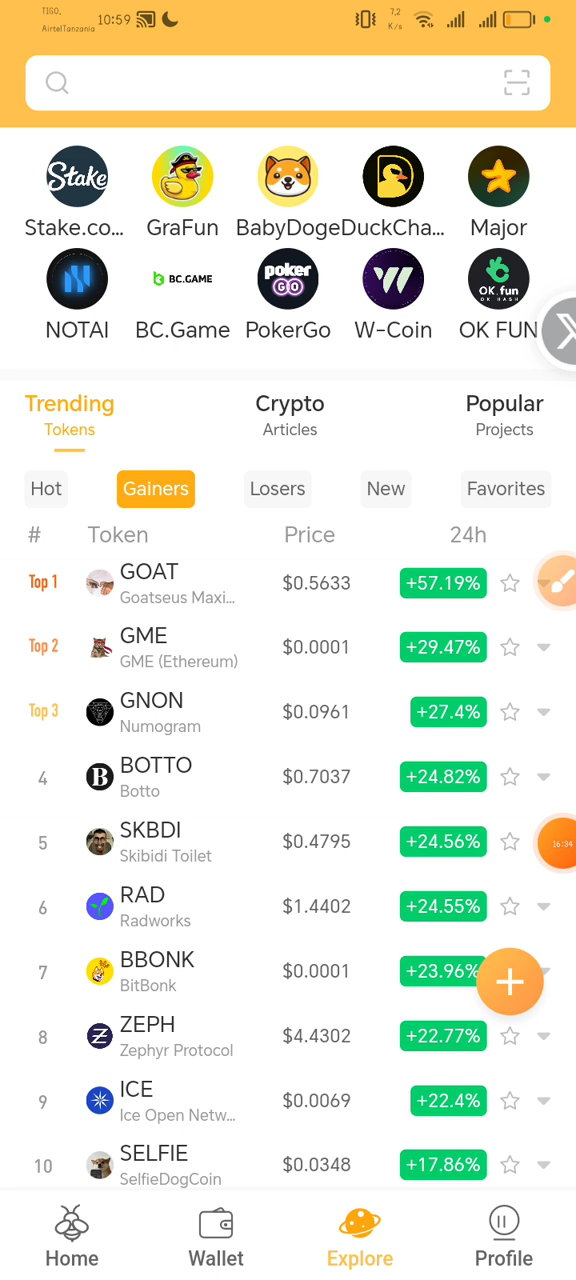 TIGO,
AirtelTanzania
10:59
7,2
K/s
Stake
GraFun
Stake.co...
GraFun
BabyDoge
DuckCha...
Major
BC.GAME
poker
GO
W
OK.fun
OK HASH
NOTAI
BC.Game
PokerGo
W-Coin
OK FUN
Trending
Tokens
Crypto
Articles
Popular
Projects
Hot
Gainers
Losers
New
Favorites
# Token Price 24h
Top 1 GOAT $0.5633 +57.19%
Goatseus Maxi...
Top 2 GME $0.0001 +29.47%
GME (Ethereum)
Top 3 GNON $0.0961 +27.4%
Numogram
4 BOTTO $0.7037 +24.82%
Botto
5 SKBDI $0.4795 +24.56%
Skibidi Toilet
16:34
6 RAD $1.4402 +24.55%
Radworks
7 BBONK $0.0001 +23.96%
BitBonk
8 ZEPH $4.4302 +22.77%
Zephyr Protocol
9 ICE $0.0069 +22.4%
Ice Open Netw...
10 SELFIE $0.0348 +17.86%
SelfieDogCoin
Home
Wallet
Explore
Profile